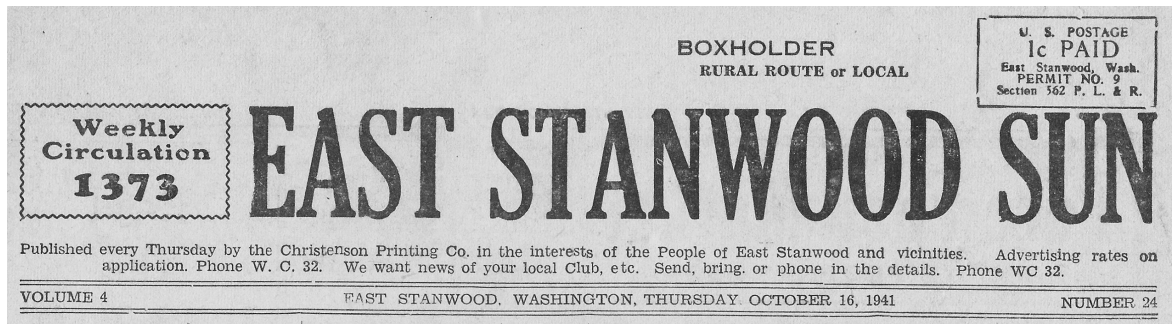 BOXHOLDER
RURAL ROUTE or LOCAL
U. S. POSTAGE
1c PAID
East Stanwood, Wash.
PERMIT NO. 9
Section 562 P. L. & R.
Weekly
Circulation
1373
EAST STANWOOD SUN
Published every Thursday by the Christenson Printing Co. in the interests of the People of East Stanwood and vicinities. Advertising rates on
application. Phone W. C. 32. We want news of your local Club, etc. Send, bring. or phone in the details. Phone WC 32.
VOLUME 4 EAST STANWOOD, WASHINGTON, THURSDAY. OCTOBER 16, 1941 NUMBER 24